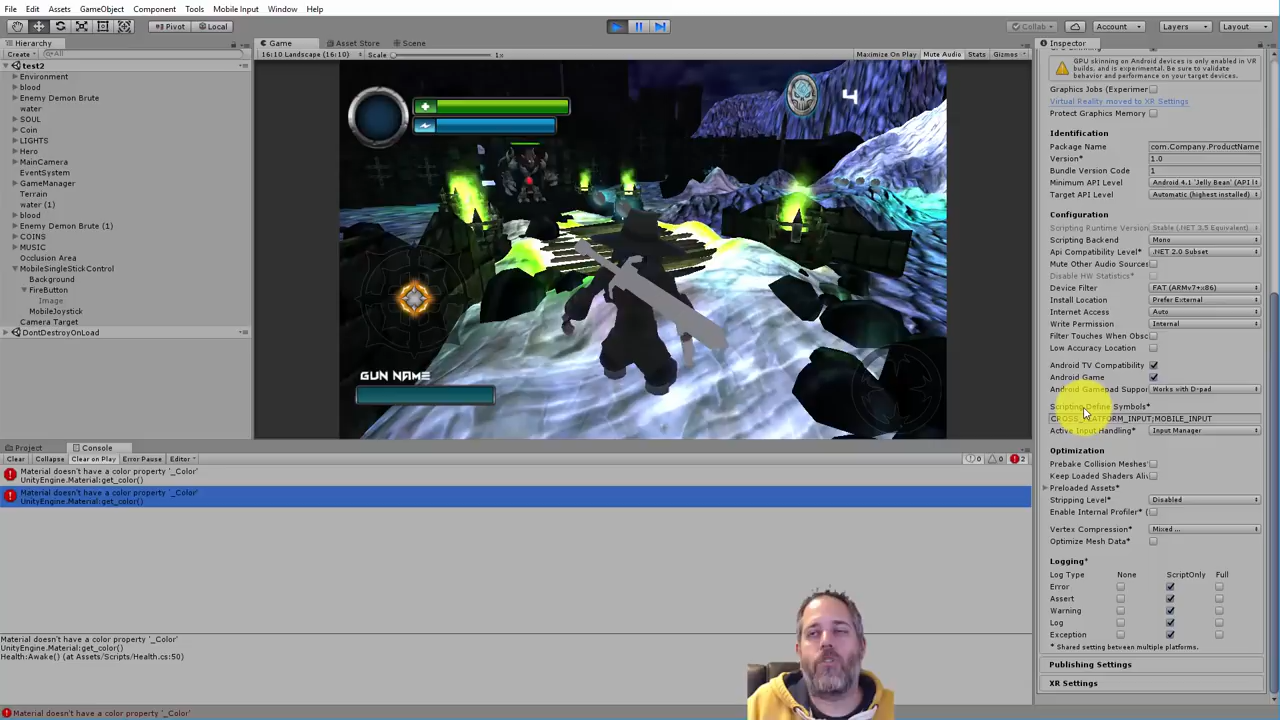 File Edit Assets GameObject Component Tools Mobile Input Window Help
Pivot Local
Collab Account Layers Layout
Hierarchy
Create All
test2
Environment
blood
Enemy Demon Brute
water
SOUL
Coin
LIGHTS
Hero
MainCamera
EventSystem
GameManager
Terrain
water (1)
blood
Enemy Demon Brute (1)
COINS
MUSIC
Occlusion Area
MobileSingleStickControl
Background
FireButton
Image
MobileJoystick
Camera Target
DontDestroyOnLoad
Game Asset Store Scene
16:10 Landscape (16:10) Scale 1x Maximize On Play Mute Audio Stats Gizmos
4
GUN NAME
Project Console
Clear Collapse Clear on Play Error Pause Editor 0 0 2
Material doesn't have a color property '_Color'
UnityEngine.Material:get_color()
Material doesn't have a color property '_Color'
UnityEngine.Material:get_color()
Material doesn't have a color property '_Color'
UnityEngine.Material:get_color()
Health:Awake() (at Assets/Scripts/Health.cs:50)
Material doesn't have a color property '_Color'
Inspector
GPU skinning on Android devices is only enabled in VR
builds, and is experimental. Be sure to validate
behavior and performance on your target devices.
Graphics Jobs (Experimer
Virtual Reality moved to XR Settings
Protect Graphics Memory
Identification
Package Name com.Company.ProductName
Version* 1.0
Bundle Version Code 1
Minimum API Level Android 4.1 'Jelly Bean' (API l
Target API Level Automatic (highest installed)
Configuration
Scripting Runtime Version Stable (.NET 3.5 Equivalent)
Scripting Backend Mono
Api Compatibility Level* .NET 2.0 Subset
Mute Other Audio Sources
Disable HW Statistics*
Device Filter FAT (ARMv7+x86)
Install Location Prefer External
Internet Access Auto
Write Permission Internal
Filter Touches When Obsc
Low Accuracy Location
Android TV Compatibility
Android Game
Android Gamepad Suppor Works with D-pad
Scripting Define Symbols*
CROSS_PLATFORM_INPUT;MOBILE_INPUT
Active Input Handling* Input Manager
Optimization
Prebake Collision Meshes
Keep Loaded Shaders Aliv
Preloaded Assets*
Stripping Level* Disabled
Enable Internal Profiler* (
Vertex Compression* Mixed ...
Optimize Mesh Data*
Logging*
Log Type None ScriptOnly Full
Error
Assert
Warning
Log
Exception
* Shared setting between multiple platforms.
Publishing Settings
XR Settings